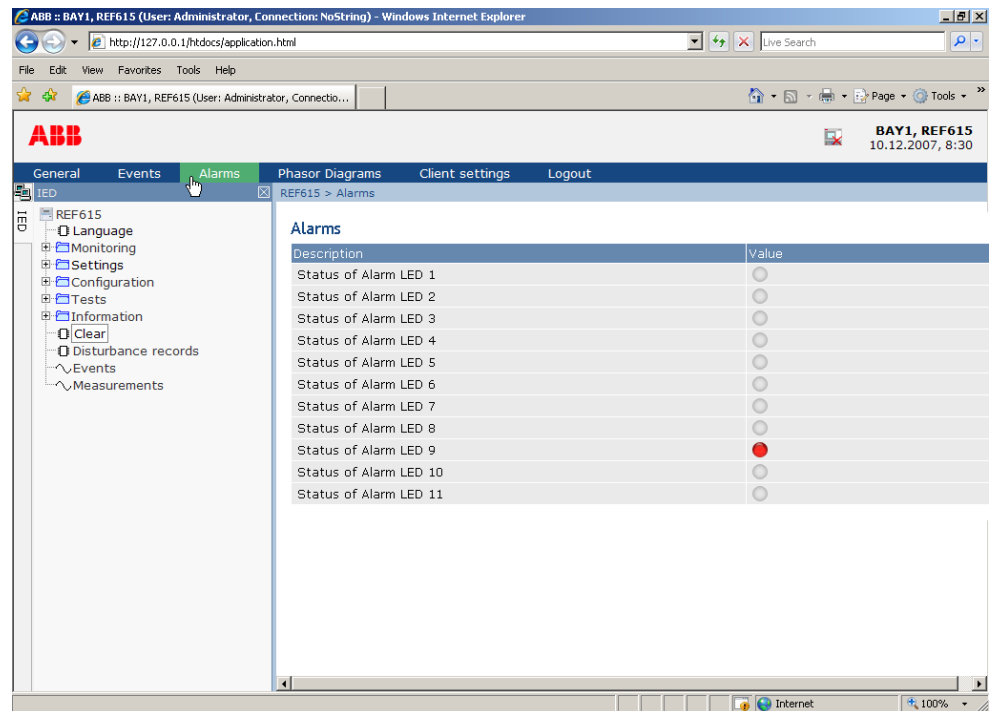 ABB :: BAY1, REF615 (User: Administrator, Connection: NoString) - Windows Internet Explorer
http://127.0.0.1/htdocs/application.html
Live Search
File Edit View Favorites Tools Help
ABB :: BAY1, REF615 (User: Administrator, Connectio...
Page Tools »
ABB
BAY1, REF615
10.12.2007, 8:30
General Events Alarms Phasor Diagrams Client settings Logout
IED
REF615 > Alarms
IED
REF615
Language
Monitoring
Settings
Configuration
Tests
Information
Clear
Disturbance records
Events
Measurements
Alarms
Description Value
Status of Alarm LED 1
Status of Alarm LED 2
Status of Alarm LED 3
Status of Alarm LED 4
Status of Alarm LED 5
Status of Alarm LED 6
Status of Alarm LED 7
Status of Alarm LED 8
Status of Alarm LED 9
Status of Alarm LED 10
Status of Alarm LED 11
Internet 100%